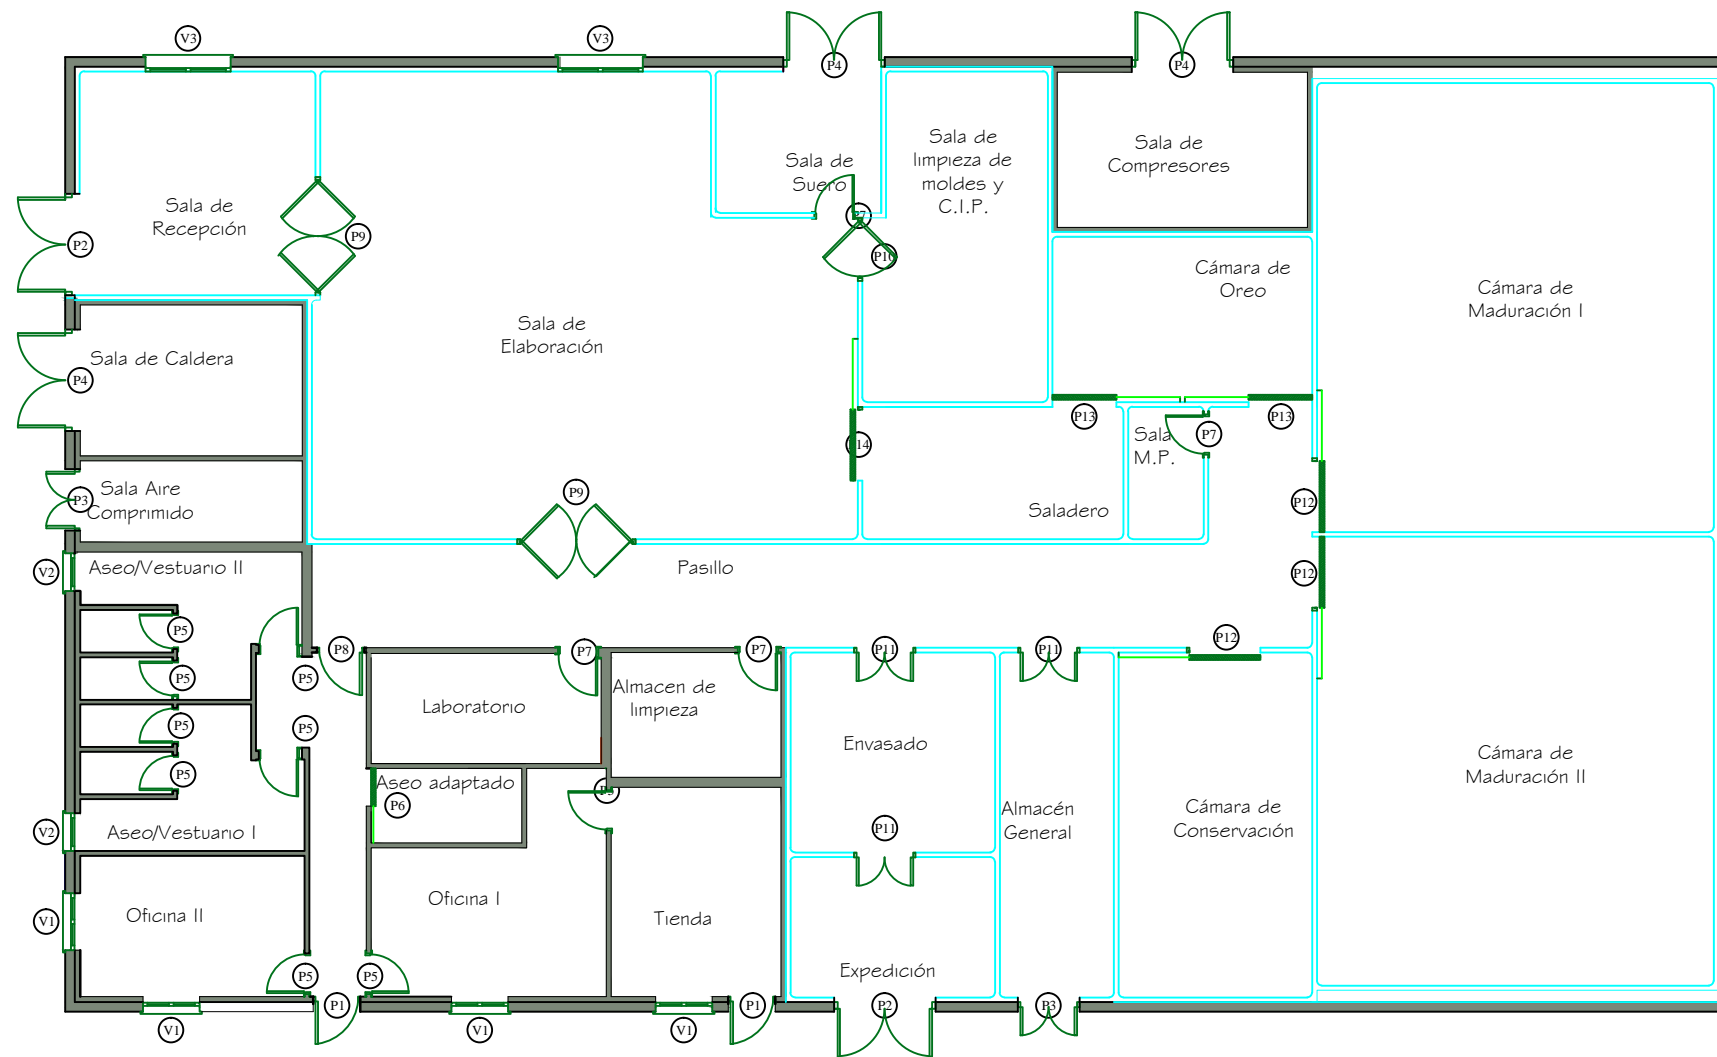 V3
V3
P4
P4
Sala de
Recepción
P2
P9
Sala de
Suero
P7
P10
Sala de
limpieza de
moldes y
C.I.P.
Sala de
Compresores
Cámara de
Oreo
Cámara de
Maduración I
Sala de
Elaboración
Sala de Caldera
P4
P13
P13
P14
Sala
M.P.
P7
Sala Aire
Comprimido
P3
P9
Saladero
P12
V2
Aseo/Vestuario II
Pasillo
P12
P5
P5
P5
P5
P8
P5
P5
P7
P7
P11
P11
P12
Laboratorio
Almacen de
limpieza
Envasado
Cámara de
Maduración II
Aseo adaptado
P6
P5
V2
Aseo/Vestuario I
P11
Almacén
General
Cámara de
Conservación
V1
Oficina II
Oficina I
Tienda
Expedición
P5
P5
V1
P1
V1
V1
P1
P2
P3